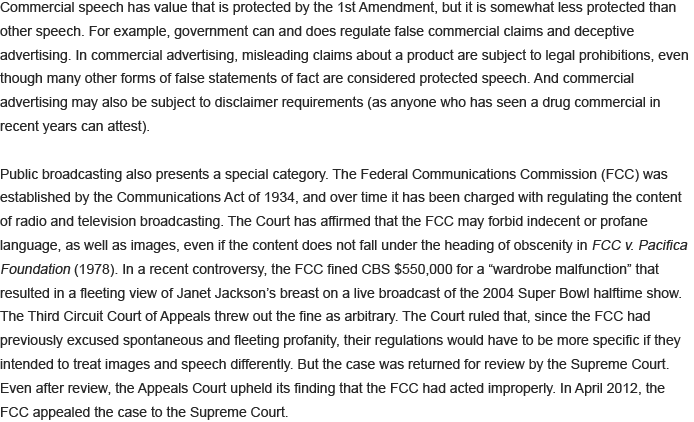 Commercial speech has value that is protected by the 1st Amendment, but it is somewhat less protected than
other speech. For example, government can and does regulate false commercial claims and deceptive
advertising. In commercial advertising, misleading claims about a product are subject to legal prohibitions, even
though many other forms of false statements of fact are considered protected speech. And commercial
advertising may also be subject to disclaimer requirements (as anyone who has seen a drug commercial in
recent years can attest).
Public broadcasting also presents a special category. The Federal Communications Commission (FCC) was
established by the Communications Act of 1934, and over time it has been charged with regulating the content
of radio and television broadcasting. The Court has affirmed that the FCC may forbid indecent or profane
language, as well as images, even if the content does not fall under the heading of obscenity in FCC v. Pacifica
Foundation (1978). In a recent controversy, the FCC fined CBS $550,000 for a “wardrobe malfunction” that
resulted in a fleeting view of Janet Jackson’s breast on a live broadcast of the 2004 Super Bowl halftime show.
The Third Circuit Court of Appeals threw out the fine as arbitrary. The Court ruled that, since the FCC had
previously excused spontaneous and fleeting profanity, their regulations would have to be more specific if they
intended to treat images and speech differently. But the case was returned for review by the Supreme Court.
Even after review, the Appeals Court upheld its finding that the FCC had acted improperly. In April 2012, the
FCC appealed the case to the Supreme Court.